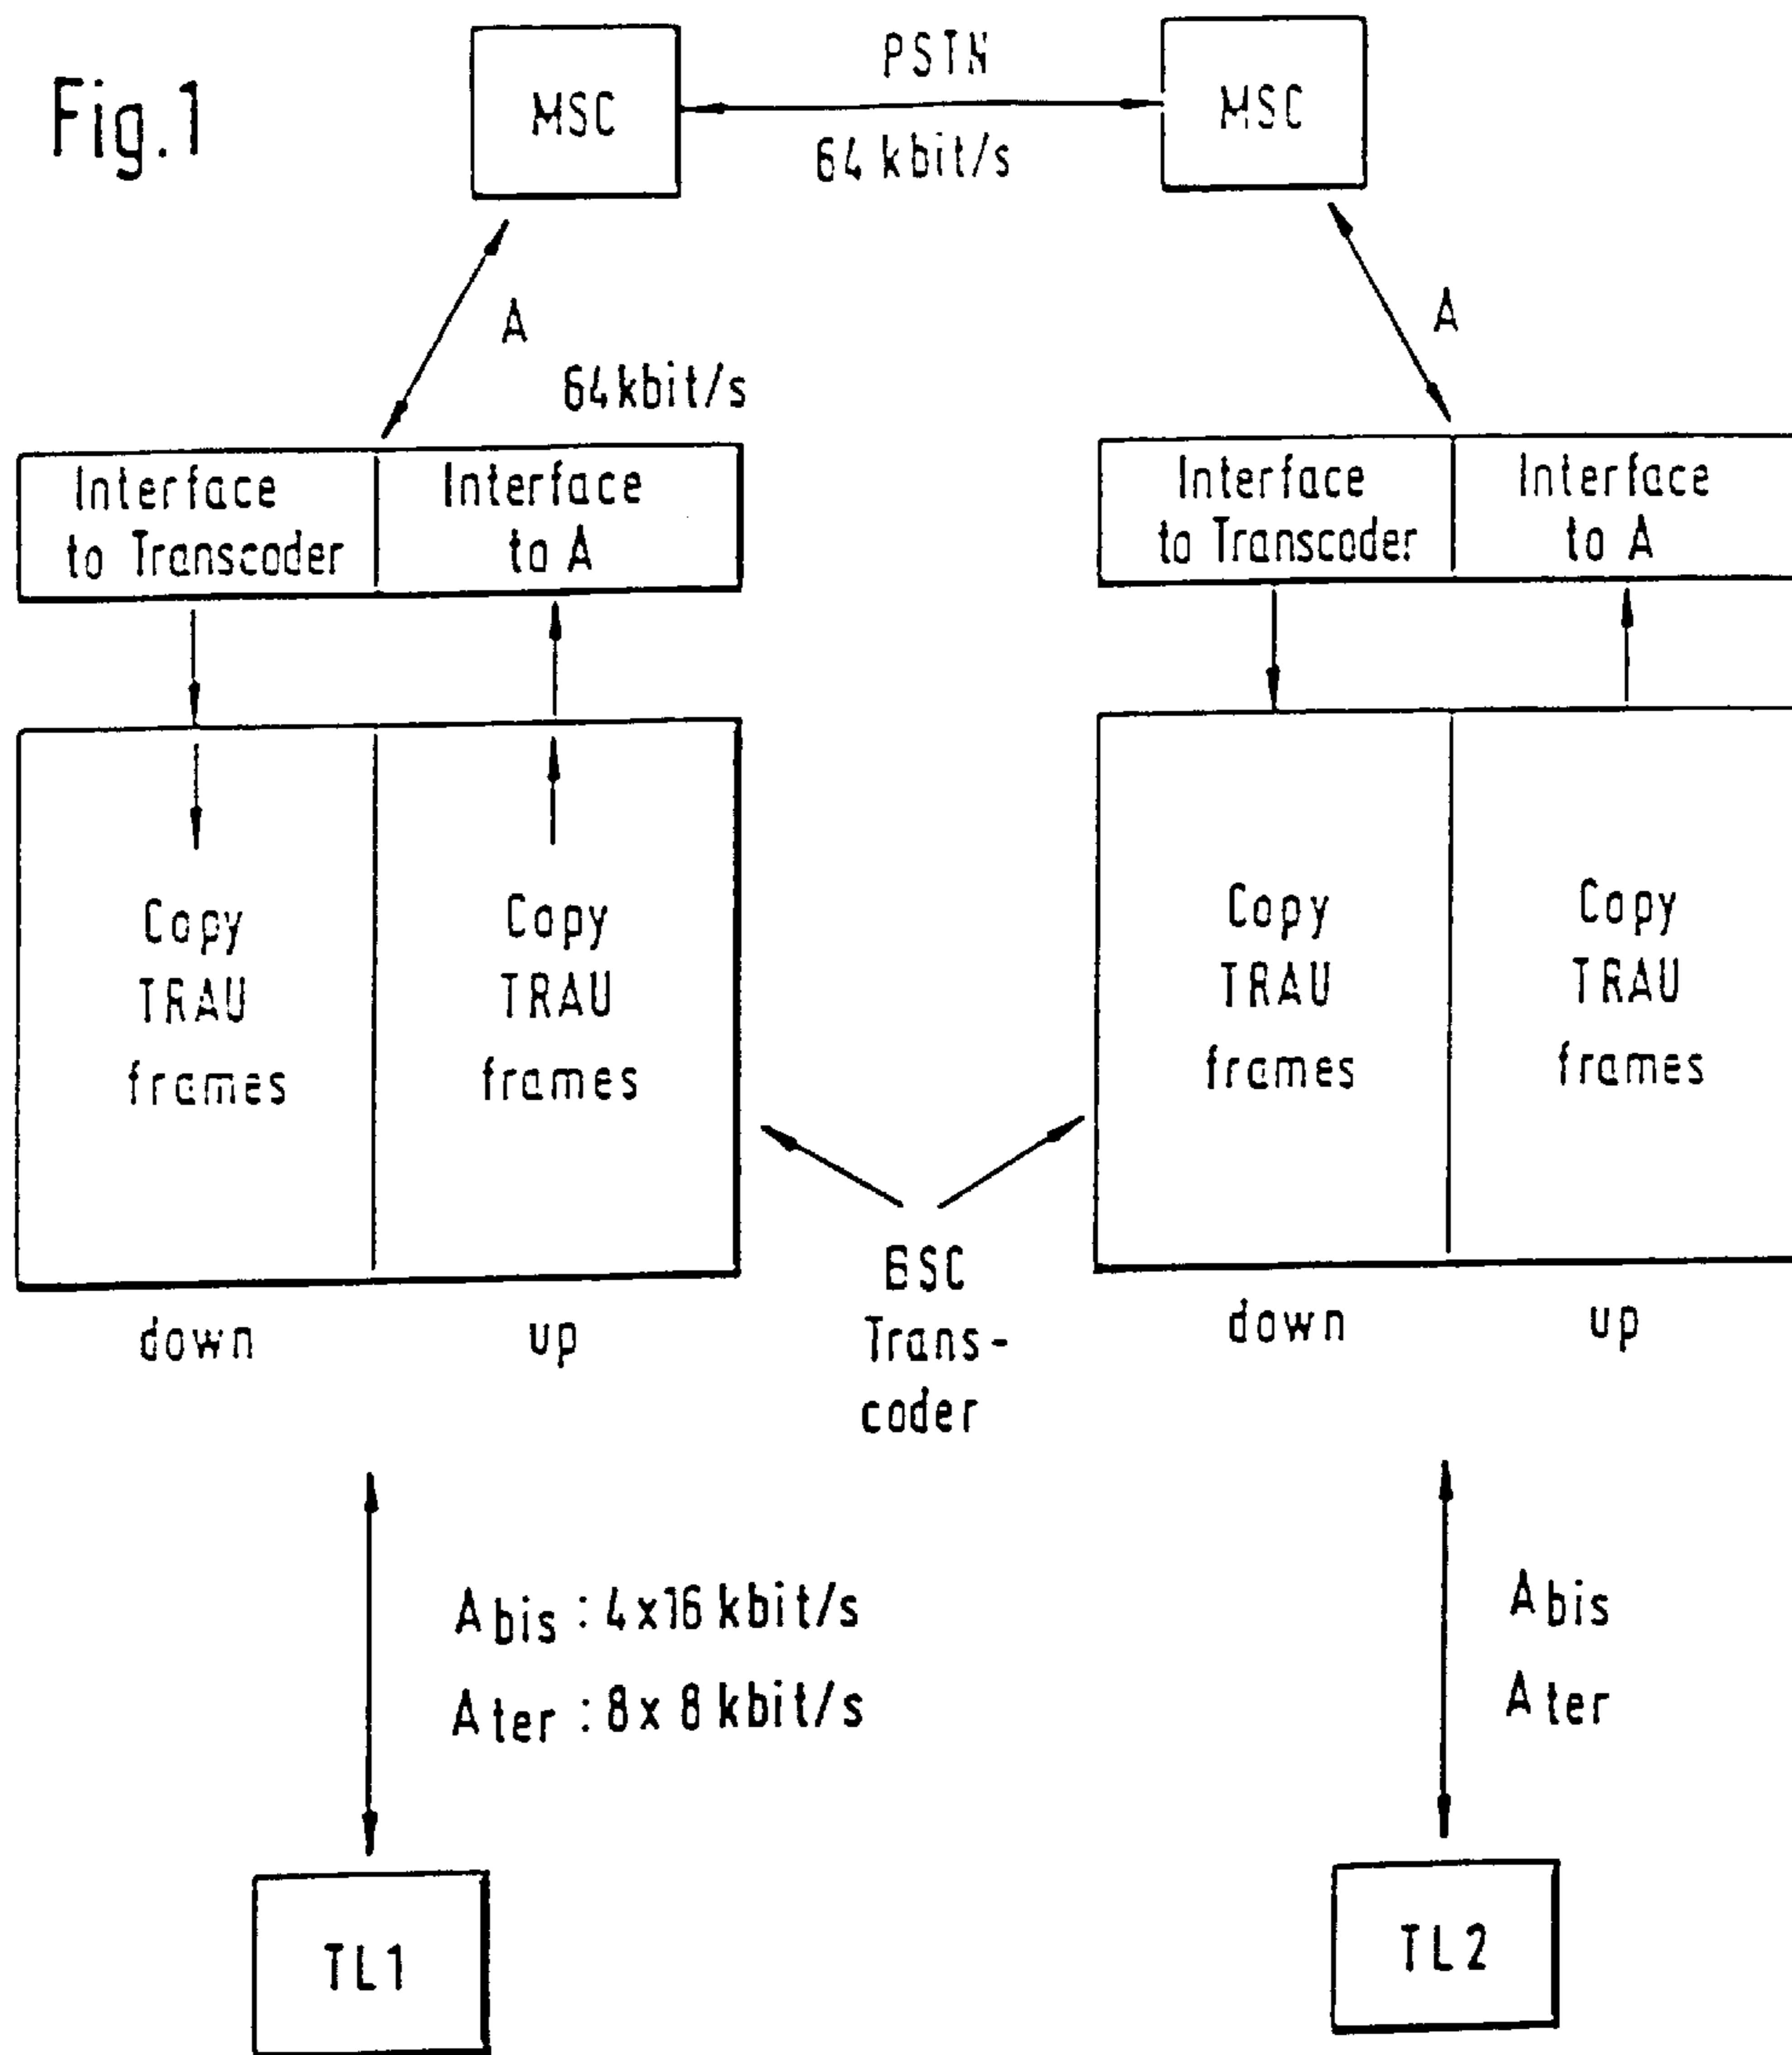 Fig.1
MSC
PSTN
64 kbit/s
MSC
A
64kbit/s
A
Interface
to Transcoder
Interface
to A
Interface
to Transcoder
Interface
to A
Copy
TRAU
frames
Copy
TRAU
frames
Copy
TRAU
frames
Copy
TRAU
frames
down
up
BSC
Trans-
coder
down
up
Abis : 4x16 kbit/s
Ater : 8x 8 kbit/s
Abis
Ater
TL1
TL2